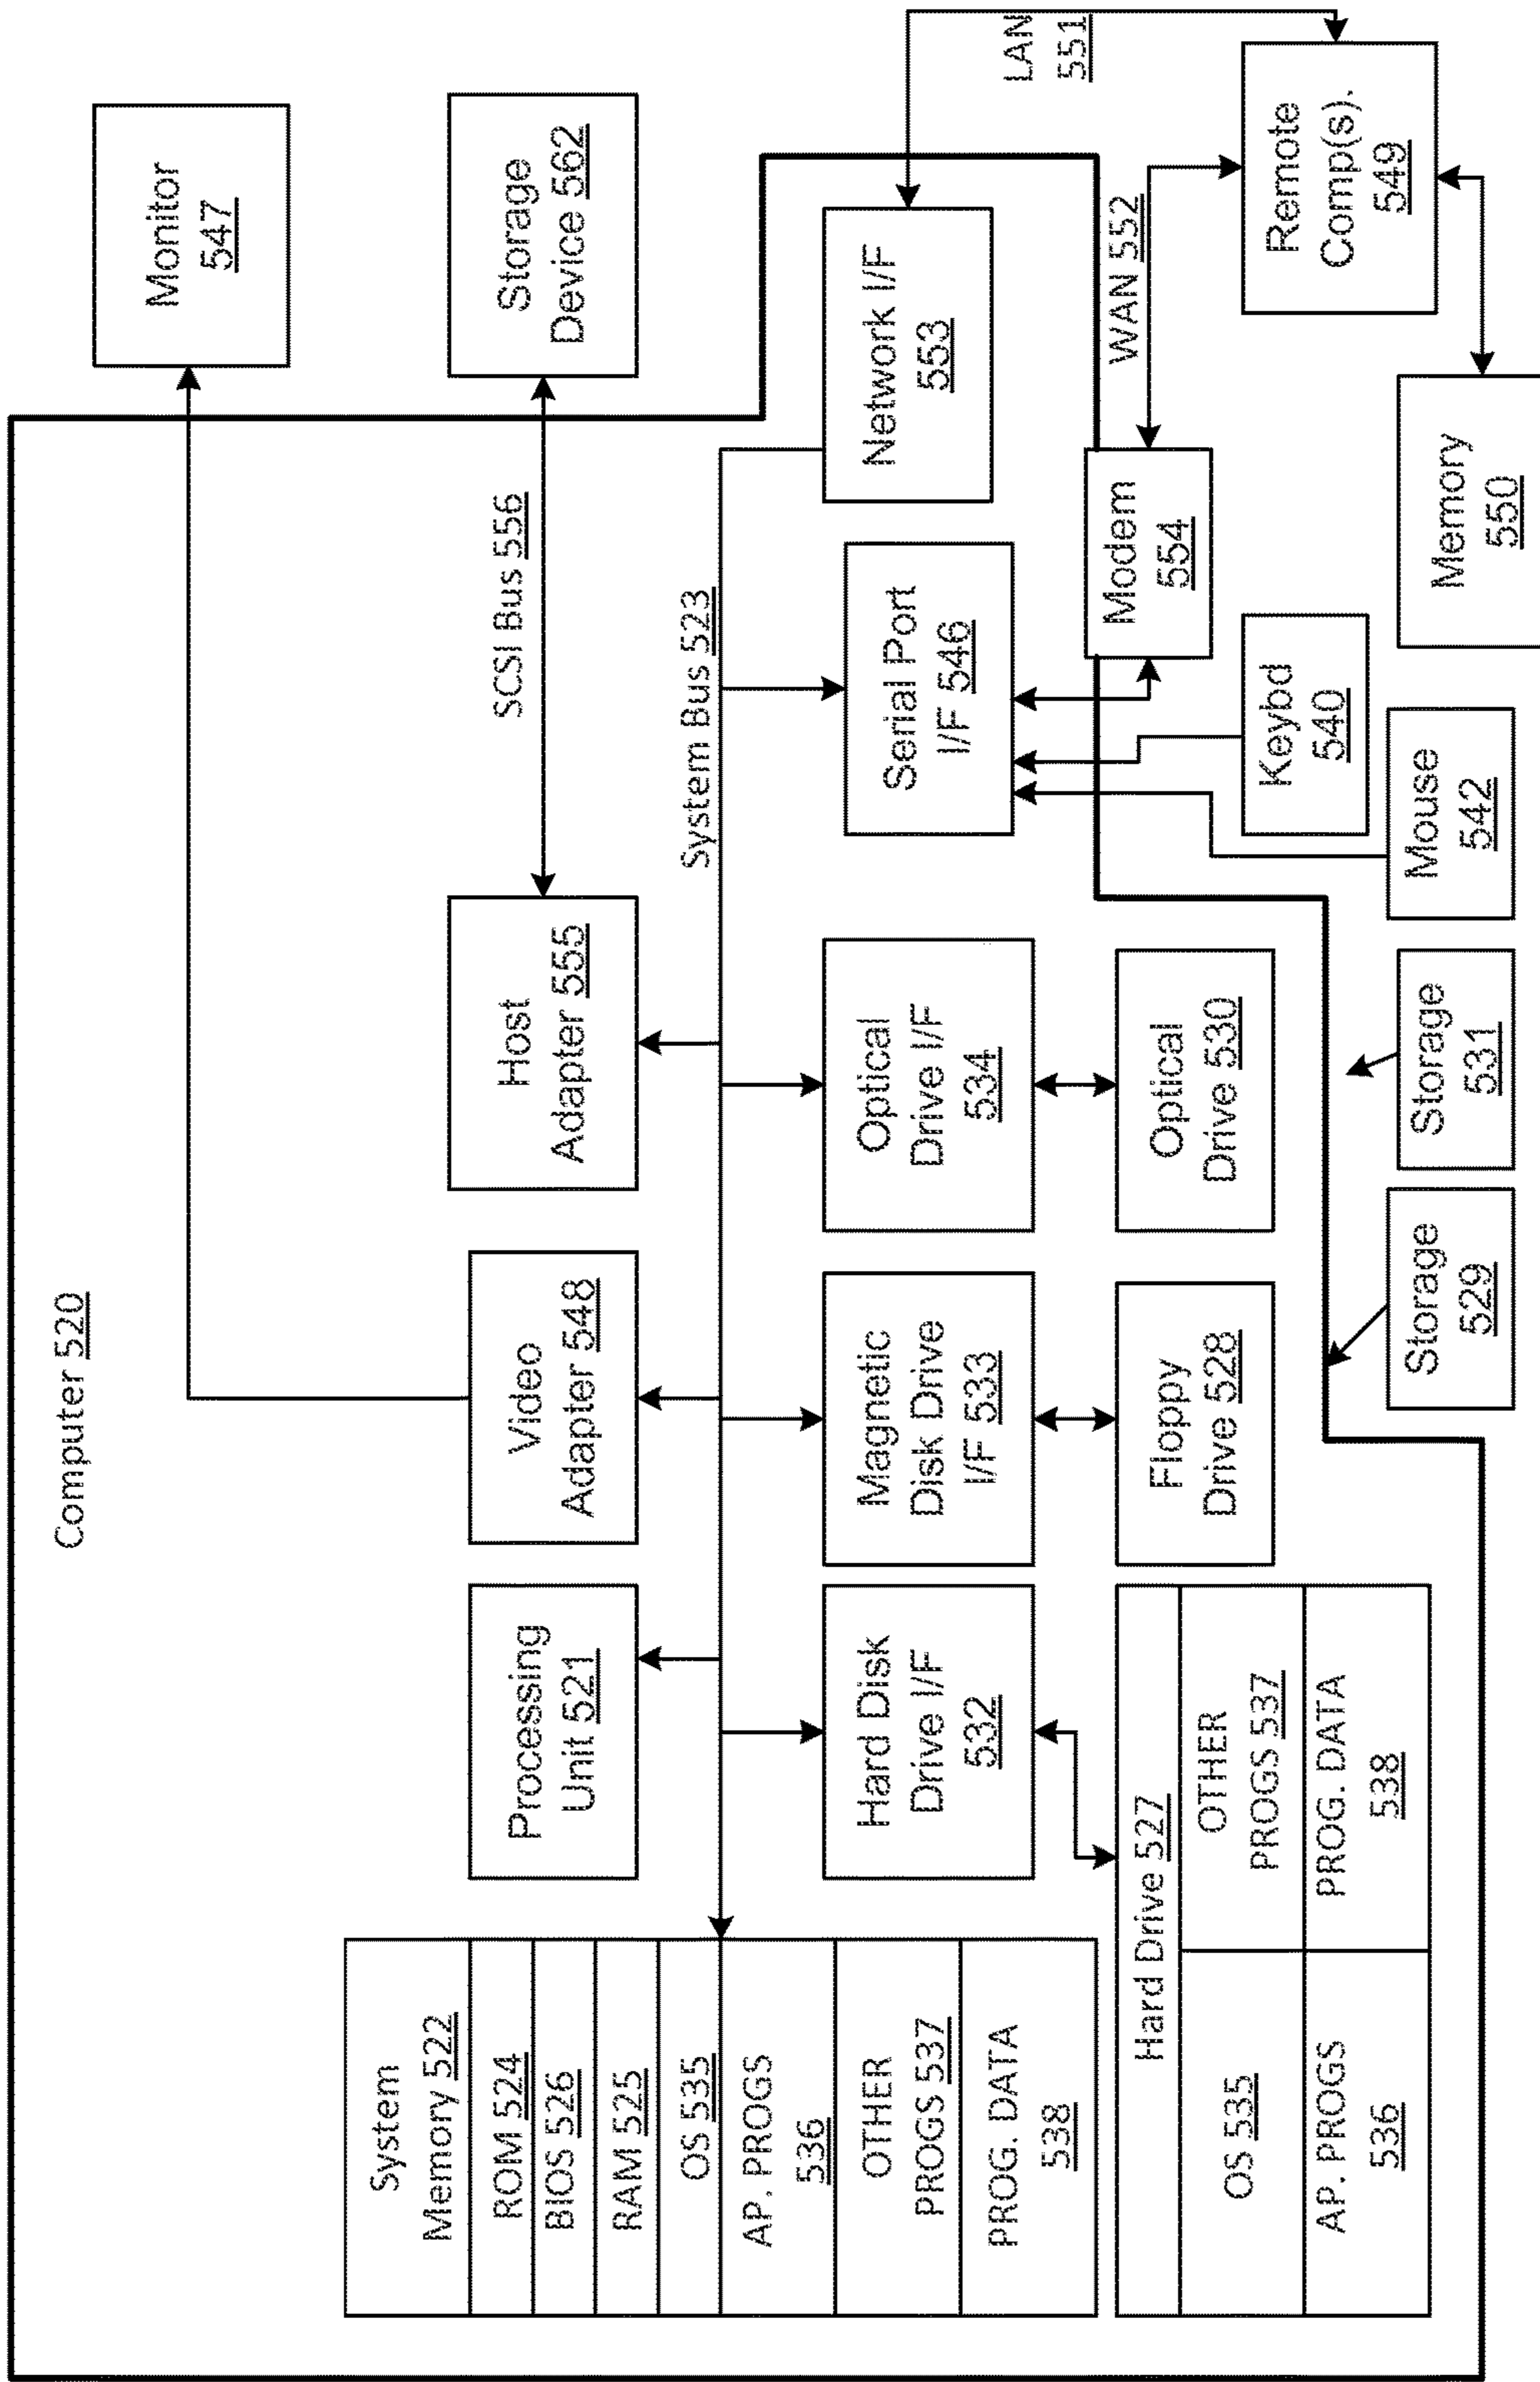 Computer 520
Monitor
547
System
Memory 522
ROM 524
BIOS 526
RAM 525
OS 535
AP. PROGS
536
OTHER
PROGS 537
PROG. DATA
538
Processing
Unit 521
Video
Adapter 548
Host
Adapter 555
SCSI Bus 556
Storage
Device 562
System Bus 523
Hard Disk
Drive I/F
532
Magnetic
Disk Drive
I/F 533
Optical
Drive I/F
534
Serial Port
I/F 546
Network I/F
553
LAN
551
Hard Drive 527
OS 535
OTHER
PROGS 537
AP. PROGS
536
PROG. DATA
538
Floppy
Drive 528
Optical
Drive 530
Modem
554
WAN 552
Remote
Comp(s).
549
Storage
529
Storage
531
Mouse
542
Keybd
540
Memory
550